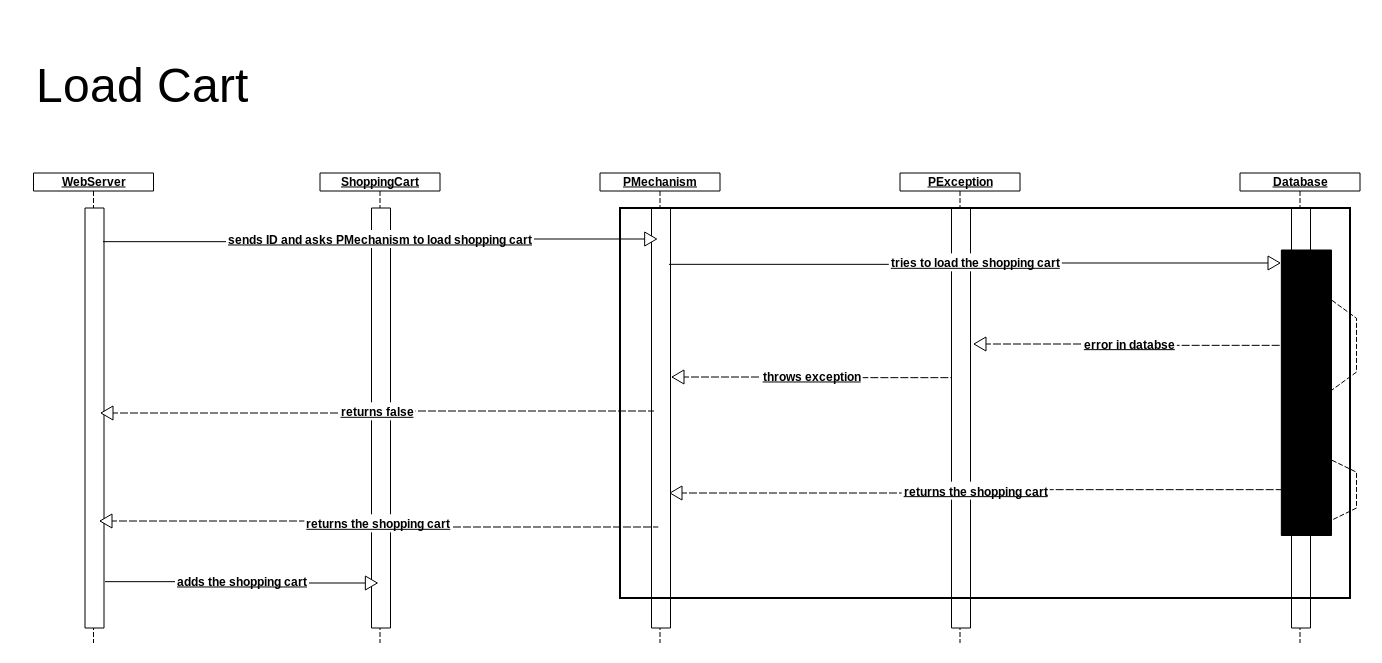 Load Cart
WebServer
ShoppingCart
PMechanism
PException
Database
sends ID and asks PMechanism to load shopping cart
tries to load the shopping cart
error in databse
throws exception
returns false
returns the shopping cart
returns the shopping cart
adds the shopping cart